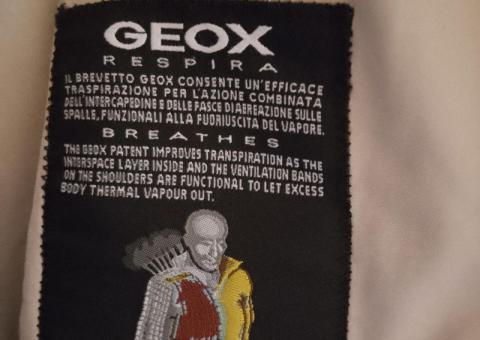 GEOX
RESPIRA
IL BREVETTO GEOX CONSENTE UN'EFFICACE
TRASPIRAZIONE PER L'AZIONE COMBINATA
DELL'INTERCAPEDINE E DELLE FASCE DI AERAZIONE SULLE
SPALLE, FUNZIONALI ALLA FUORIUSCITA DEL VAPORE.
BREATHES
THE GEOX PATENT IMPROVES TRANSPIRATION AS THE
INTERSPACE LAYER INSIDE AND THE VENTILATION BANDS
ON THE SHOULDERS ARE FUNCTIONAL TO LET EXCESS
BODY THERMAL VAPOUR OUT.